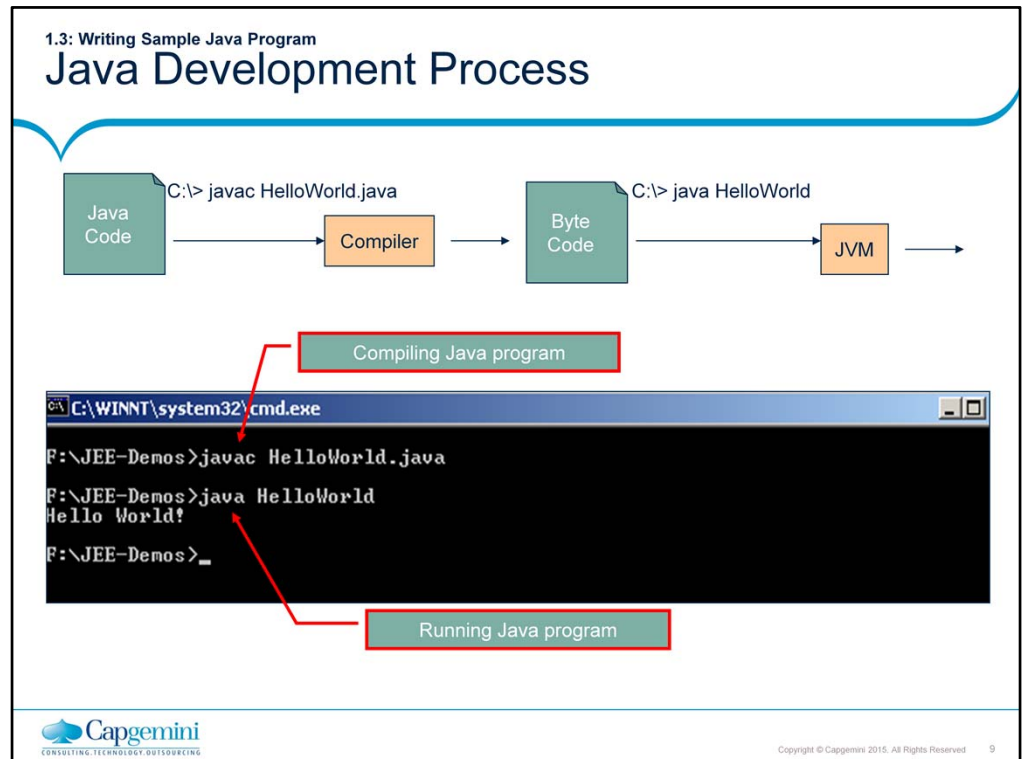 1.3: Writing Sample Java Program
Java Development Process
C:\> javac HelloWorld.java
C:\> java HelloWorld
Java
Code
Compiler
Byte
Code
JVM
Compiling Java program
C:\WINNT\system32\cmd.exe
F:\JEE-Demos>javac HelloWorld.java
F:\JEE-Demos>java HelloWorld
Hello World!
F:\JEE-Demos>_
Running Java program
Capgemini
CONSULTING.TECHNOLOGY.OUTSOURCING
Copyright © Capgemini 2015. All Rights Reserved 9